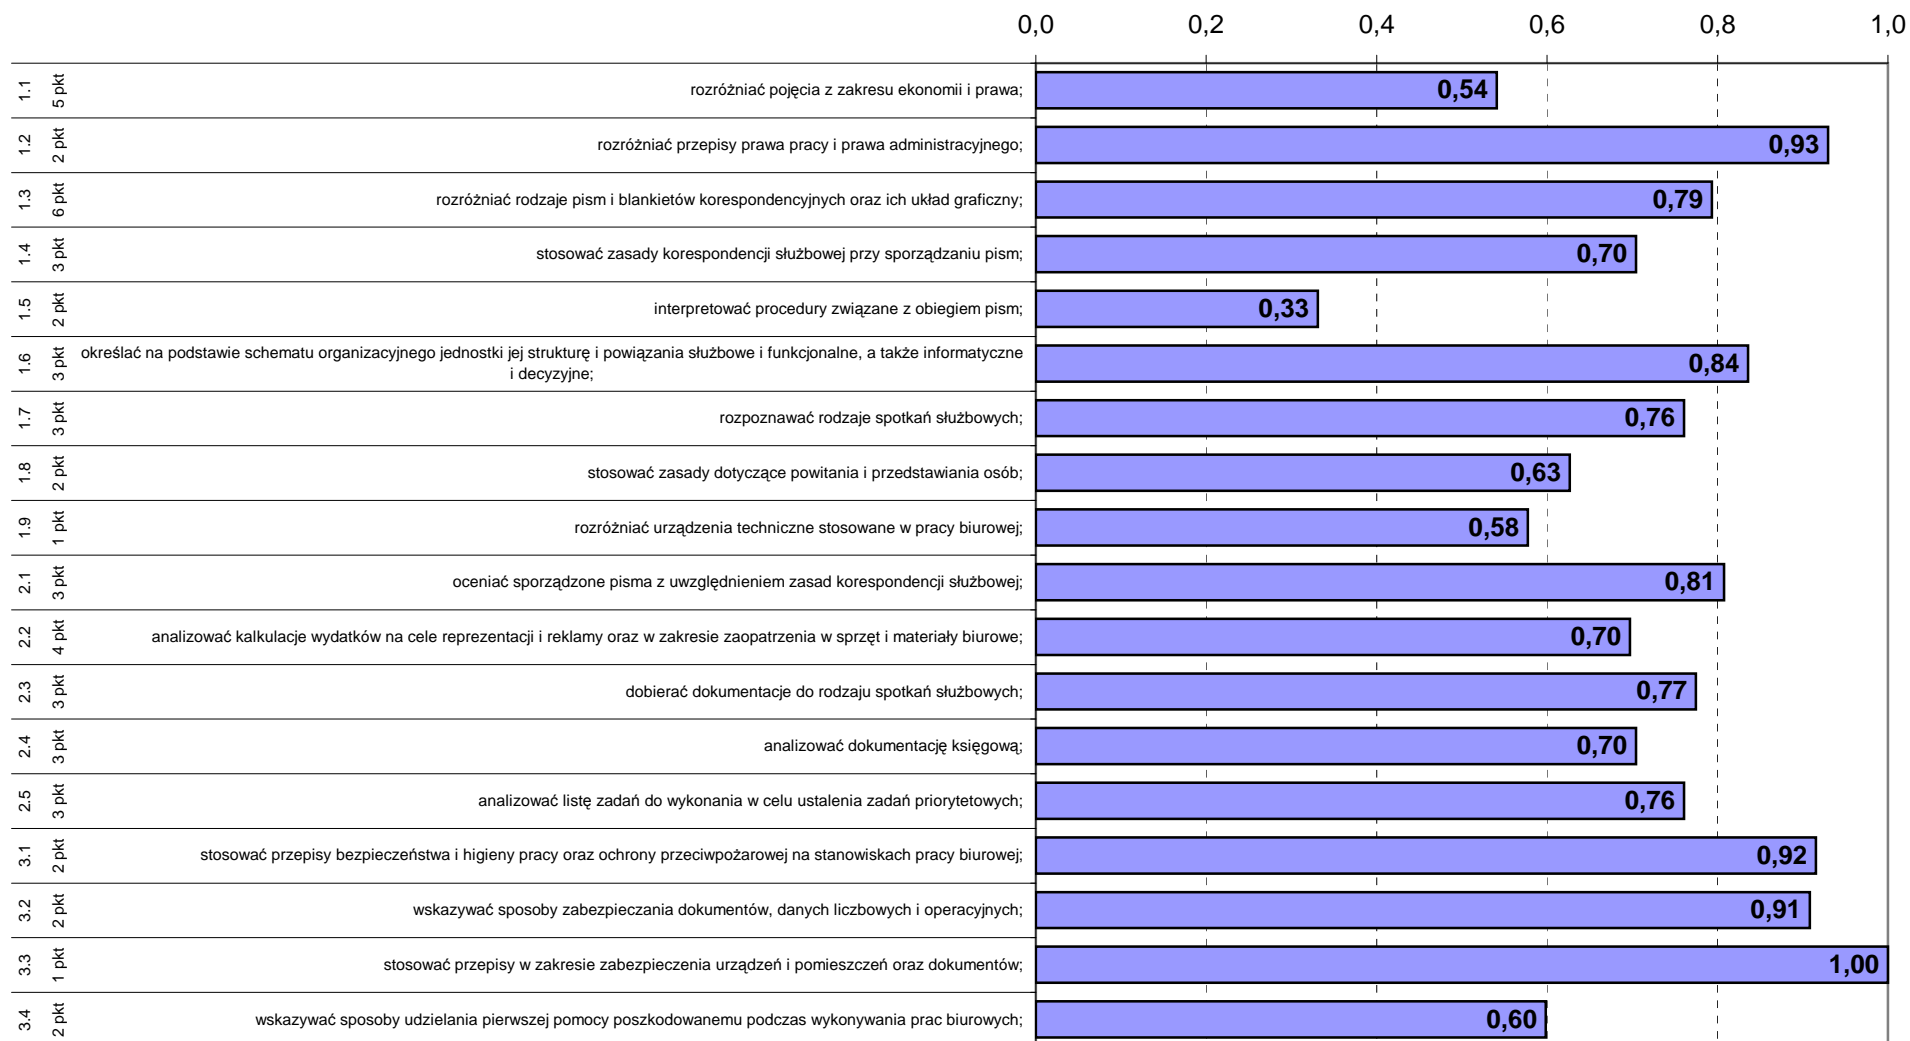 0,0 0,2 0,4 0,6 0,8 1,0
1.1 5 pkt rozróżniać pojęcia z zakresu ekonomii i prawa; 0,54
1.2 2 pkt rozróżniać przepisy prawa pracy i prawa administracyjnego; 0,93
1.3 6 pkt rozróżniać rodzaje pism i blankietów korespondencyjnych oraz ich układ graficzny; 0,79
1.4 3 pkt stosować zasady korespondencji służbowej przy sporządzaniu pism; 0,70
1.5 2 pkt interpretować procedury związane z obiegiem pism; 0,33
1.6 3 pkt określać na podstawie schematu organizacyjnego jednostki jej strukturę i powiązania służbowe i funkcjonalne, a także informatyczne
i decyzyjne; 0,84
1.7 3 pkt rozpoznawać rodzaje spotkań służbowych; 0,76
1.8 2 pkt stosować zasady dotyczące powitania i przedstawiania osób; 0,63
1.9 1 pkt rozróżniać urządzenia techniczne stosowane w pracy biurowej; 0,58
2.1 3 pkt oceniać sporządzone pisma z uwzględnieniem zasad korespondencji służbowej; 0,81
2.2 4 pkt analizować kalkulacje wydatków na cele reprezentacji i reklamy oraz w zakresie zaopatrzenia w sprzęt i materiały biurowe; 0,70
2.3 3 pkt dobierać dokumentacje do rodzaju spotkań służbowych; 0,77
2.4 3 pkt analizować dokumentację księgową; 0,70
2.5 3 pkt analizować listę zadań do wykonania w celu ustalenia zadań priorytetowych; 0,76
3.1 2 pkt stosować przepisy bezpieczeństwa i higieny pracy oraz ochrony przeciwpożarowej na stanowiskach pracy biurowej; 0,92
3.2 2 pkt wskazywać sposoby zabezpieczania dokumentów, danych liczbowych i operacyjnych; 0,91
3.3 1 pkt stosować przepisy w zakresie zabezpieczenia urządzeń i pomieszczeń oraz dokumentów; 1,00
3.4 2 pkt wskazywać sposoby udzielania pierwszej pomocy poszkodowanemu podczas wykonywania prac biurowych; 0,60